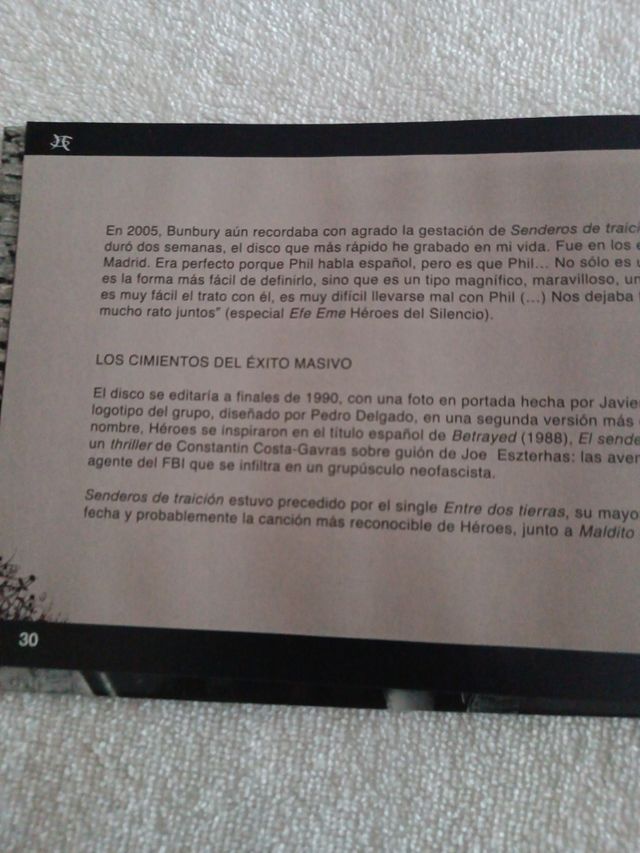 En 2005, Bunbury aún recordaba con agrado la gestación de Senderos de traici
duró dos semanas, el disco que más rápido he grabado en mi vida. Fue en los e
Madrid. Era perfecto porque Phil habla español, pero es que Phil... No sólo es u
es la forma más fácil de definirlo, sino que es un tipo magnífico, maravilloso, un
es muy fácil el trato con él, es muy difícil llevarse mal con Phil (...) Nos dejaba
mucho rato juntos" (especial Efe Eme Héroes del Silencio).
LOS CIMIENTOS DEL ÉXITO MASIVO
El disco se editaría a finales de 1990, con una foto en portada hecha por Javier
logotipo del grupo, diseñado por Pedro Delgado, en una segunda versión más
nombre, Héroes se inspiraron en el título español de Betrayed (1988), El sende
un thriller de Constantin Costa-Gavras sobre guión de Joe Eszterhas: las aven
agente del FBI que se infiltra en un grupúsculo neofascista.
Senderos de traición estuvo precedido por el single Entre dos tierras, su mayo
fecha y probablemente la canción más reconocible de Héroes, junto a Maldito
30